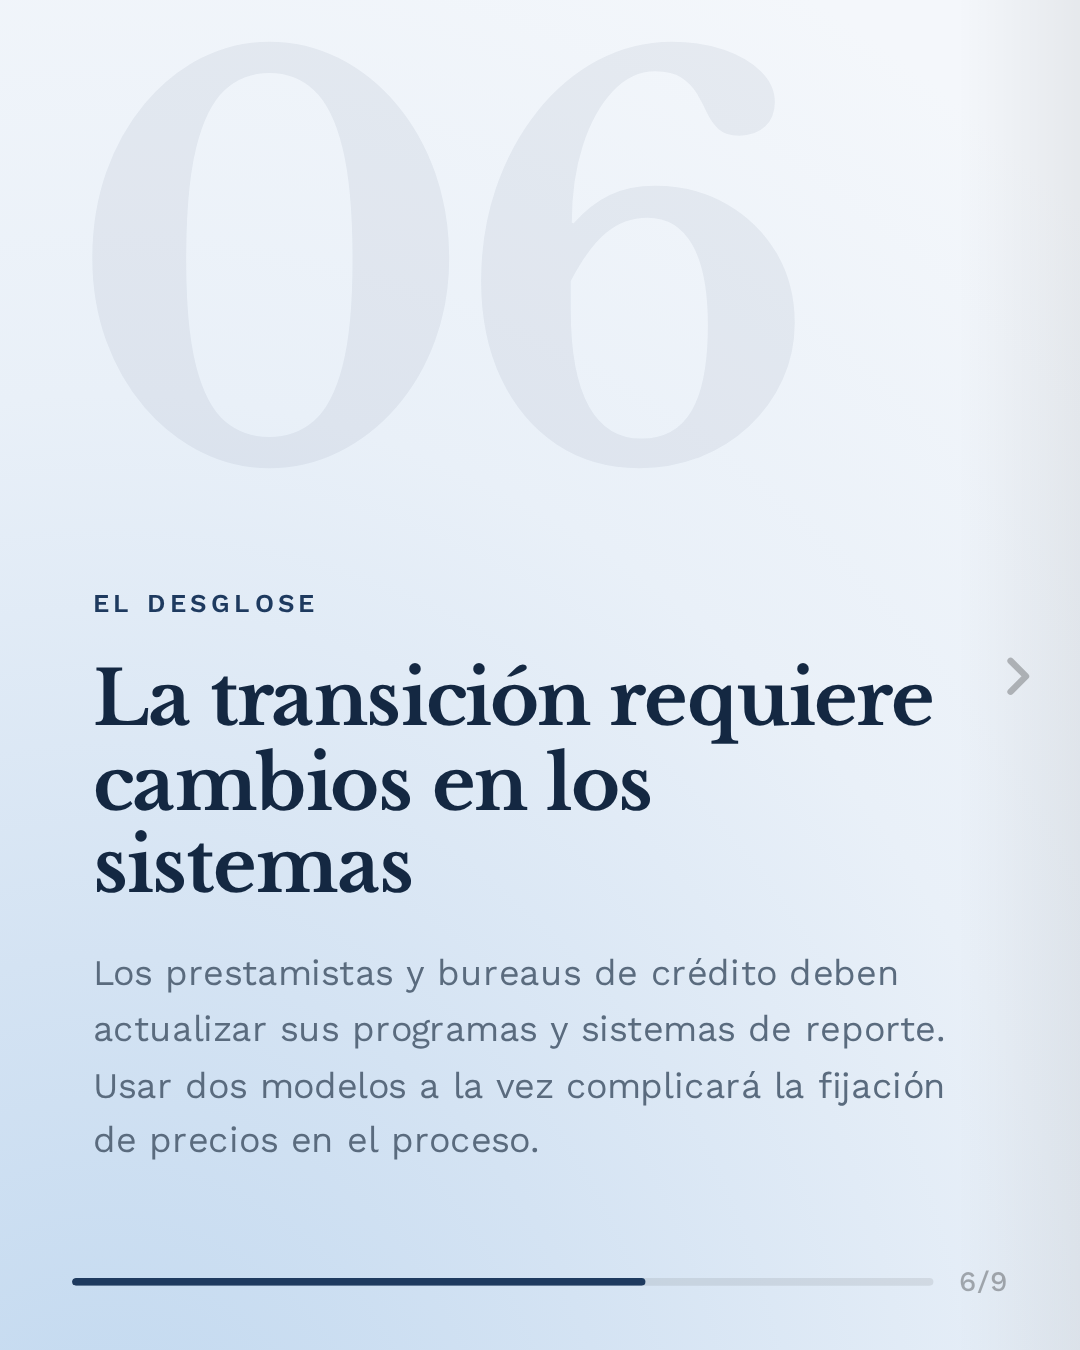 06
EL DESGLOSE
La transición requiere
cambios en los
sistemas
Los prestamistas y bureaus de crédito deben
actualizar sus programas y sistemas de reporte.
Usar dos modelos a la vez complicará la fijación
de precios en el proceso.
6/9